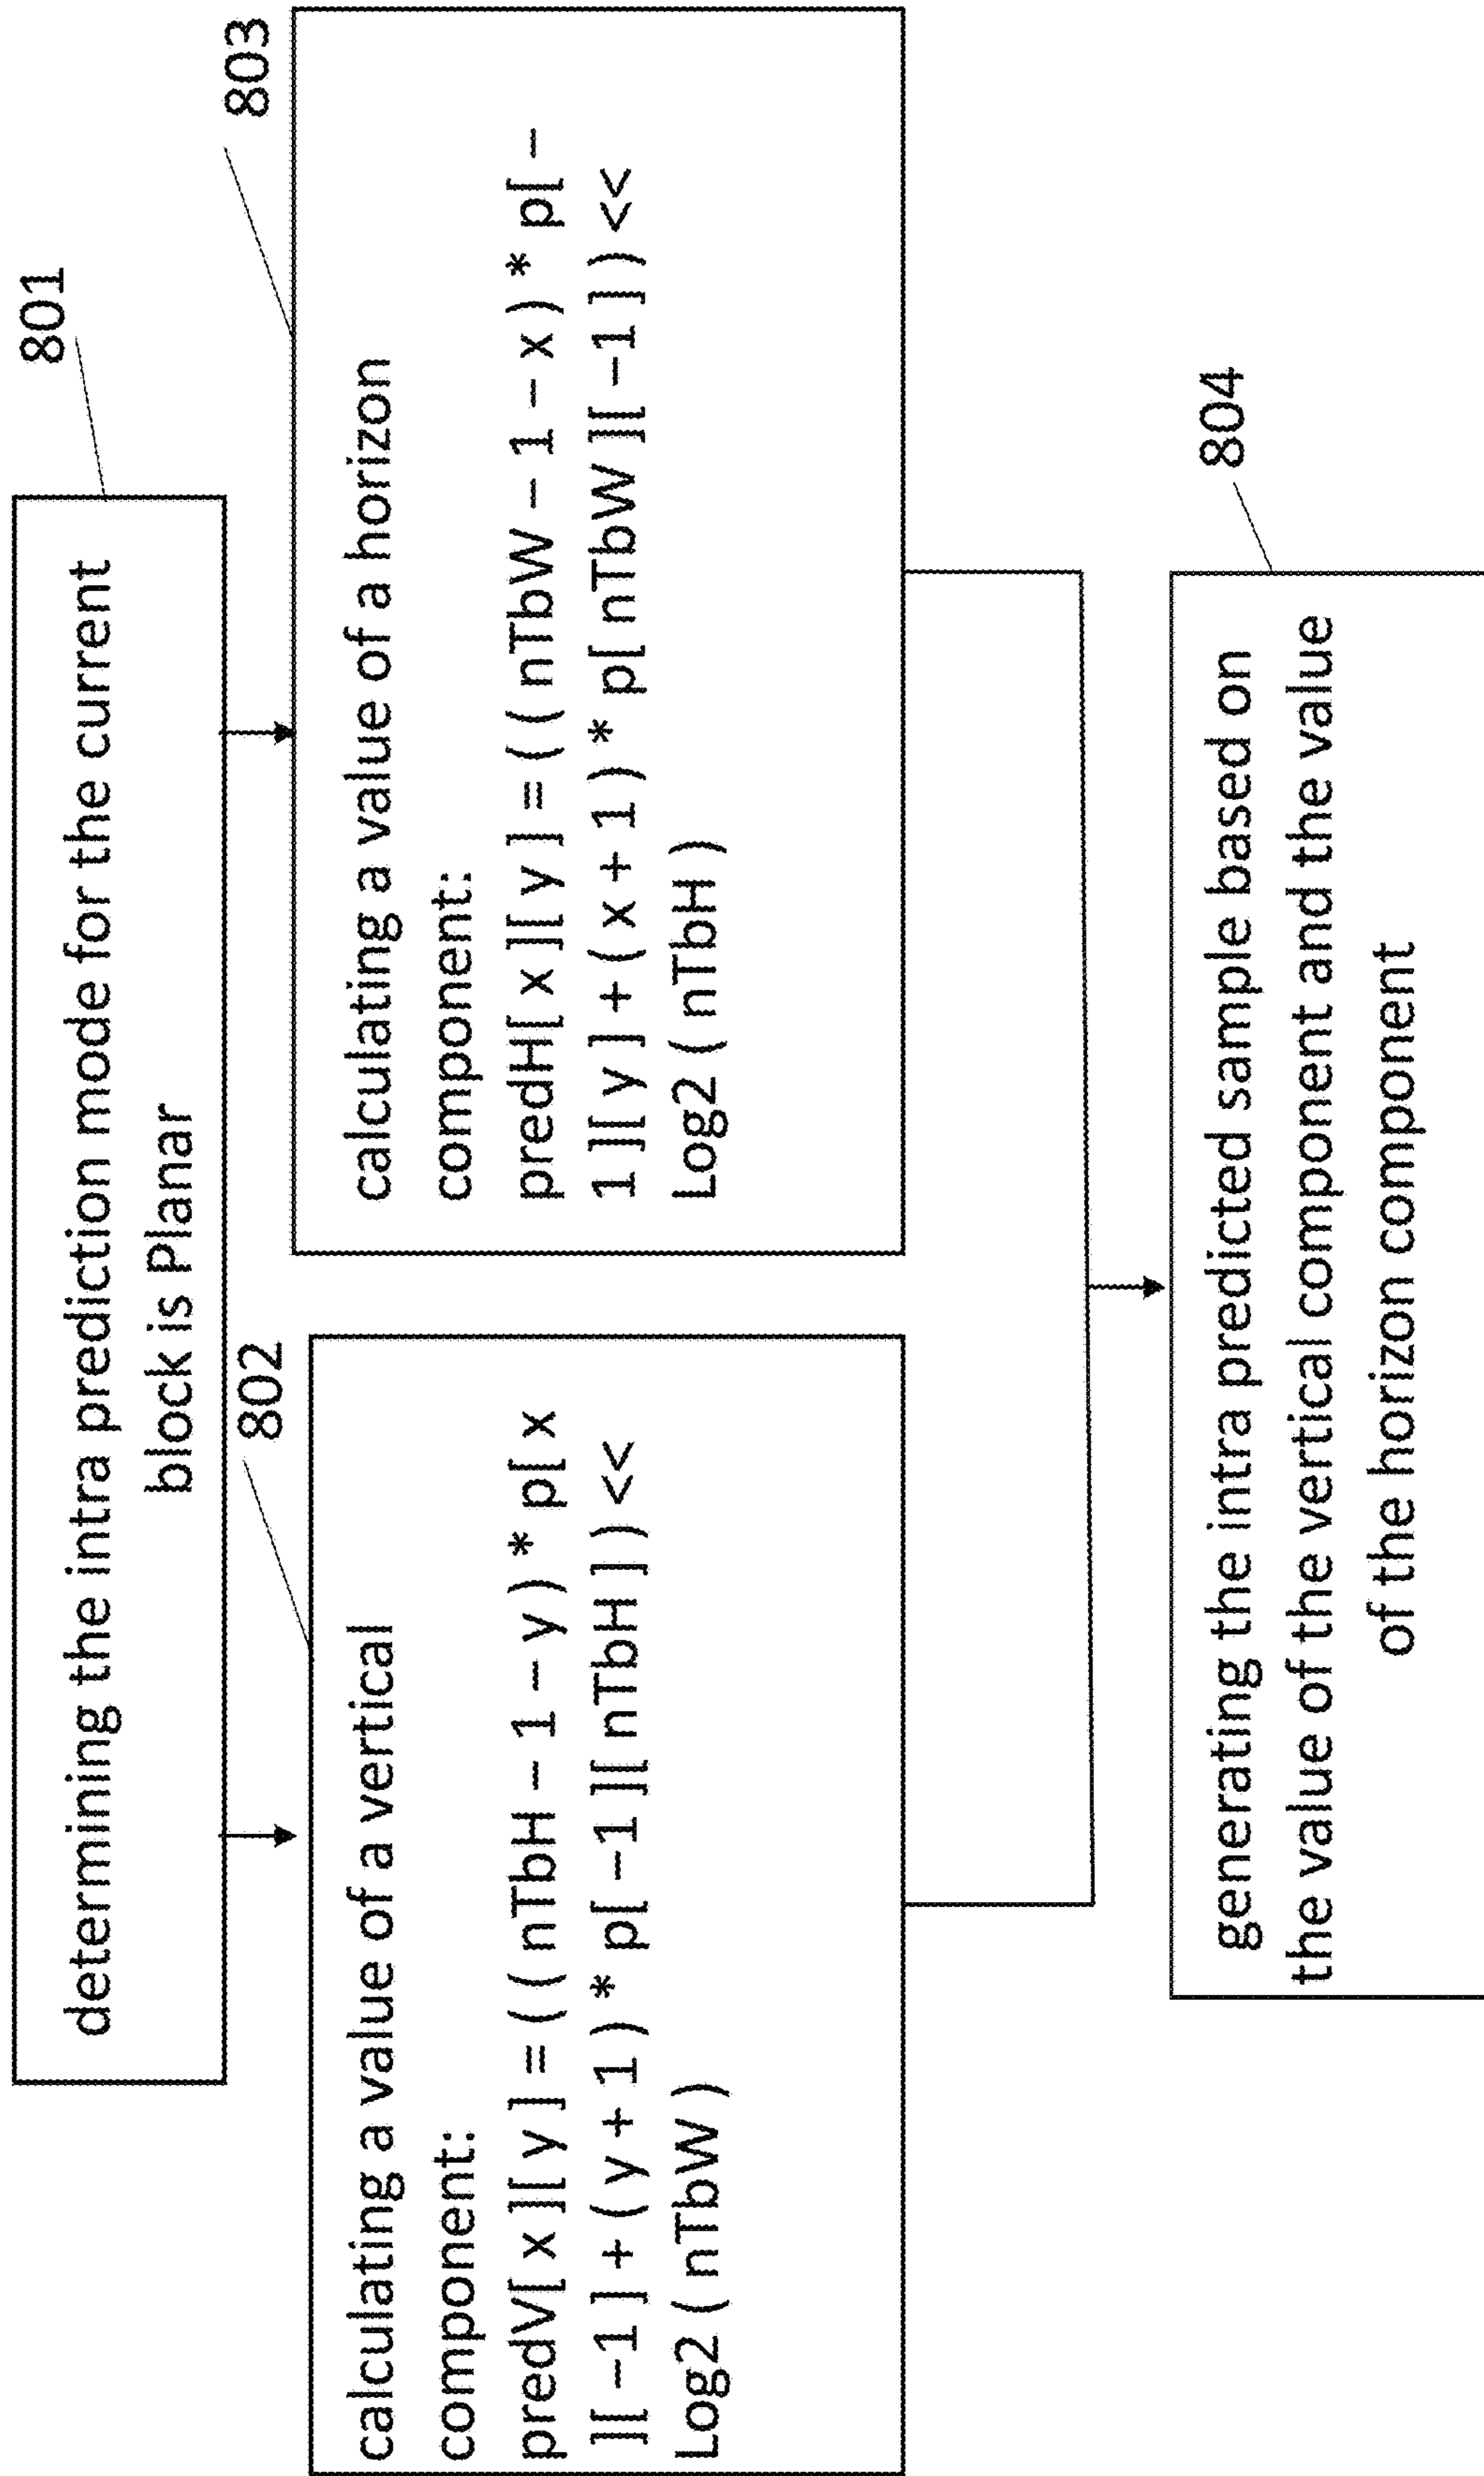 801
determining the intra prediction mode for the current
block is Planar
802
calculating a value of a vertical
component:
predV[ x ][ y ] = ( ( nTbH − 1 − y ) * p[ x
][ −1 ] + ( y + 1 ) * p[ −1 ][ nTbH ] ) <<
Log2 ( nTbW )
803
calculating a value of a horizon
component:
predH[ x ][ y ] = ( ( nTbW − 1 − x ) * p[ −
1 ][ y ] + ( x + 1 ) * p[ nTbW ][ −1 ] ) <<
Log2 ( nTbH )
804
generating the intra predicted sample based on
the value of the vertical component and the value
of the horizon component